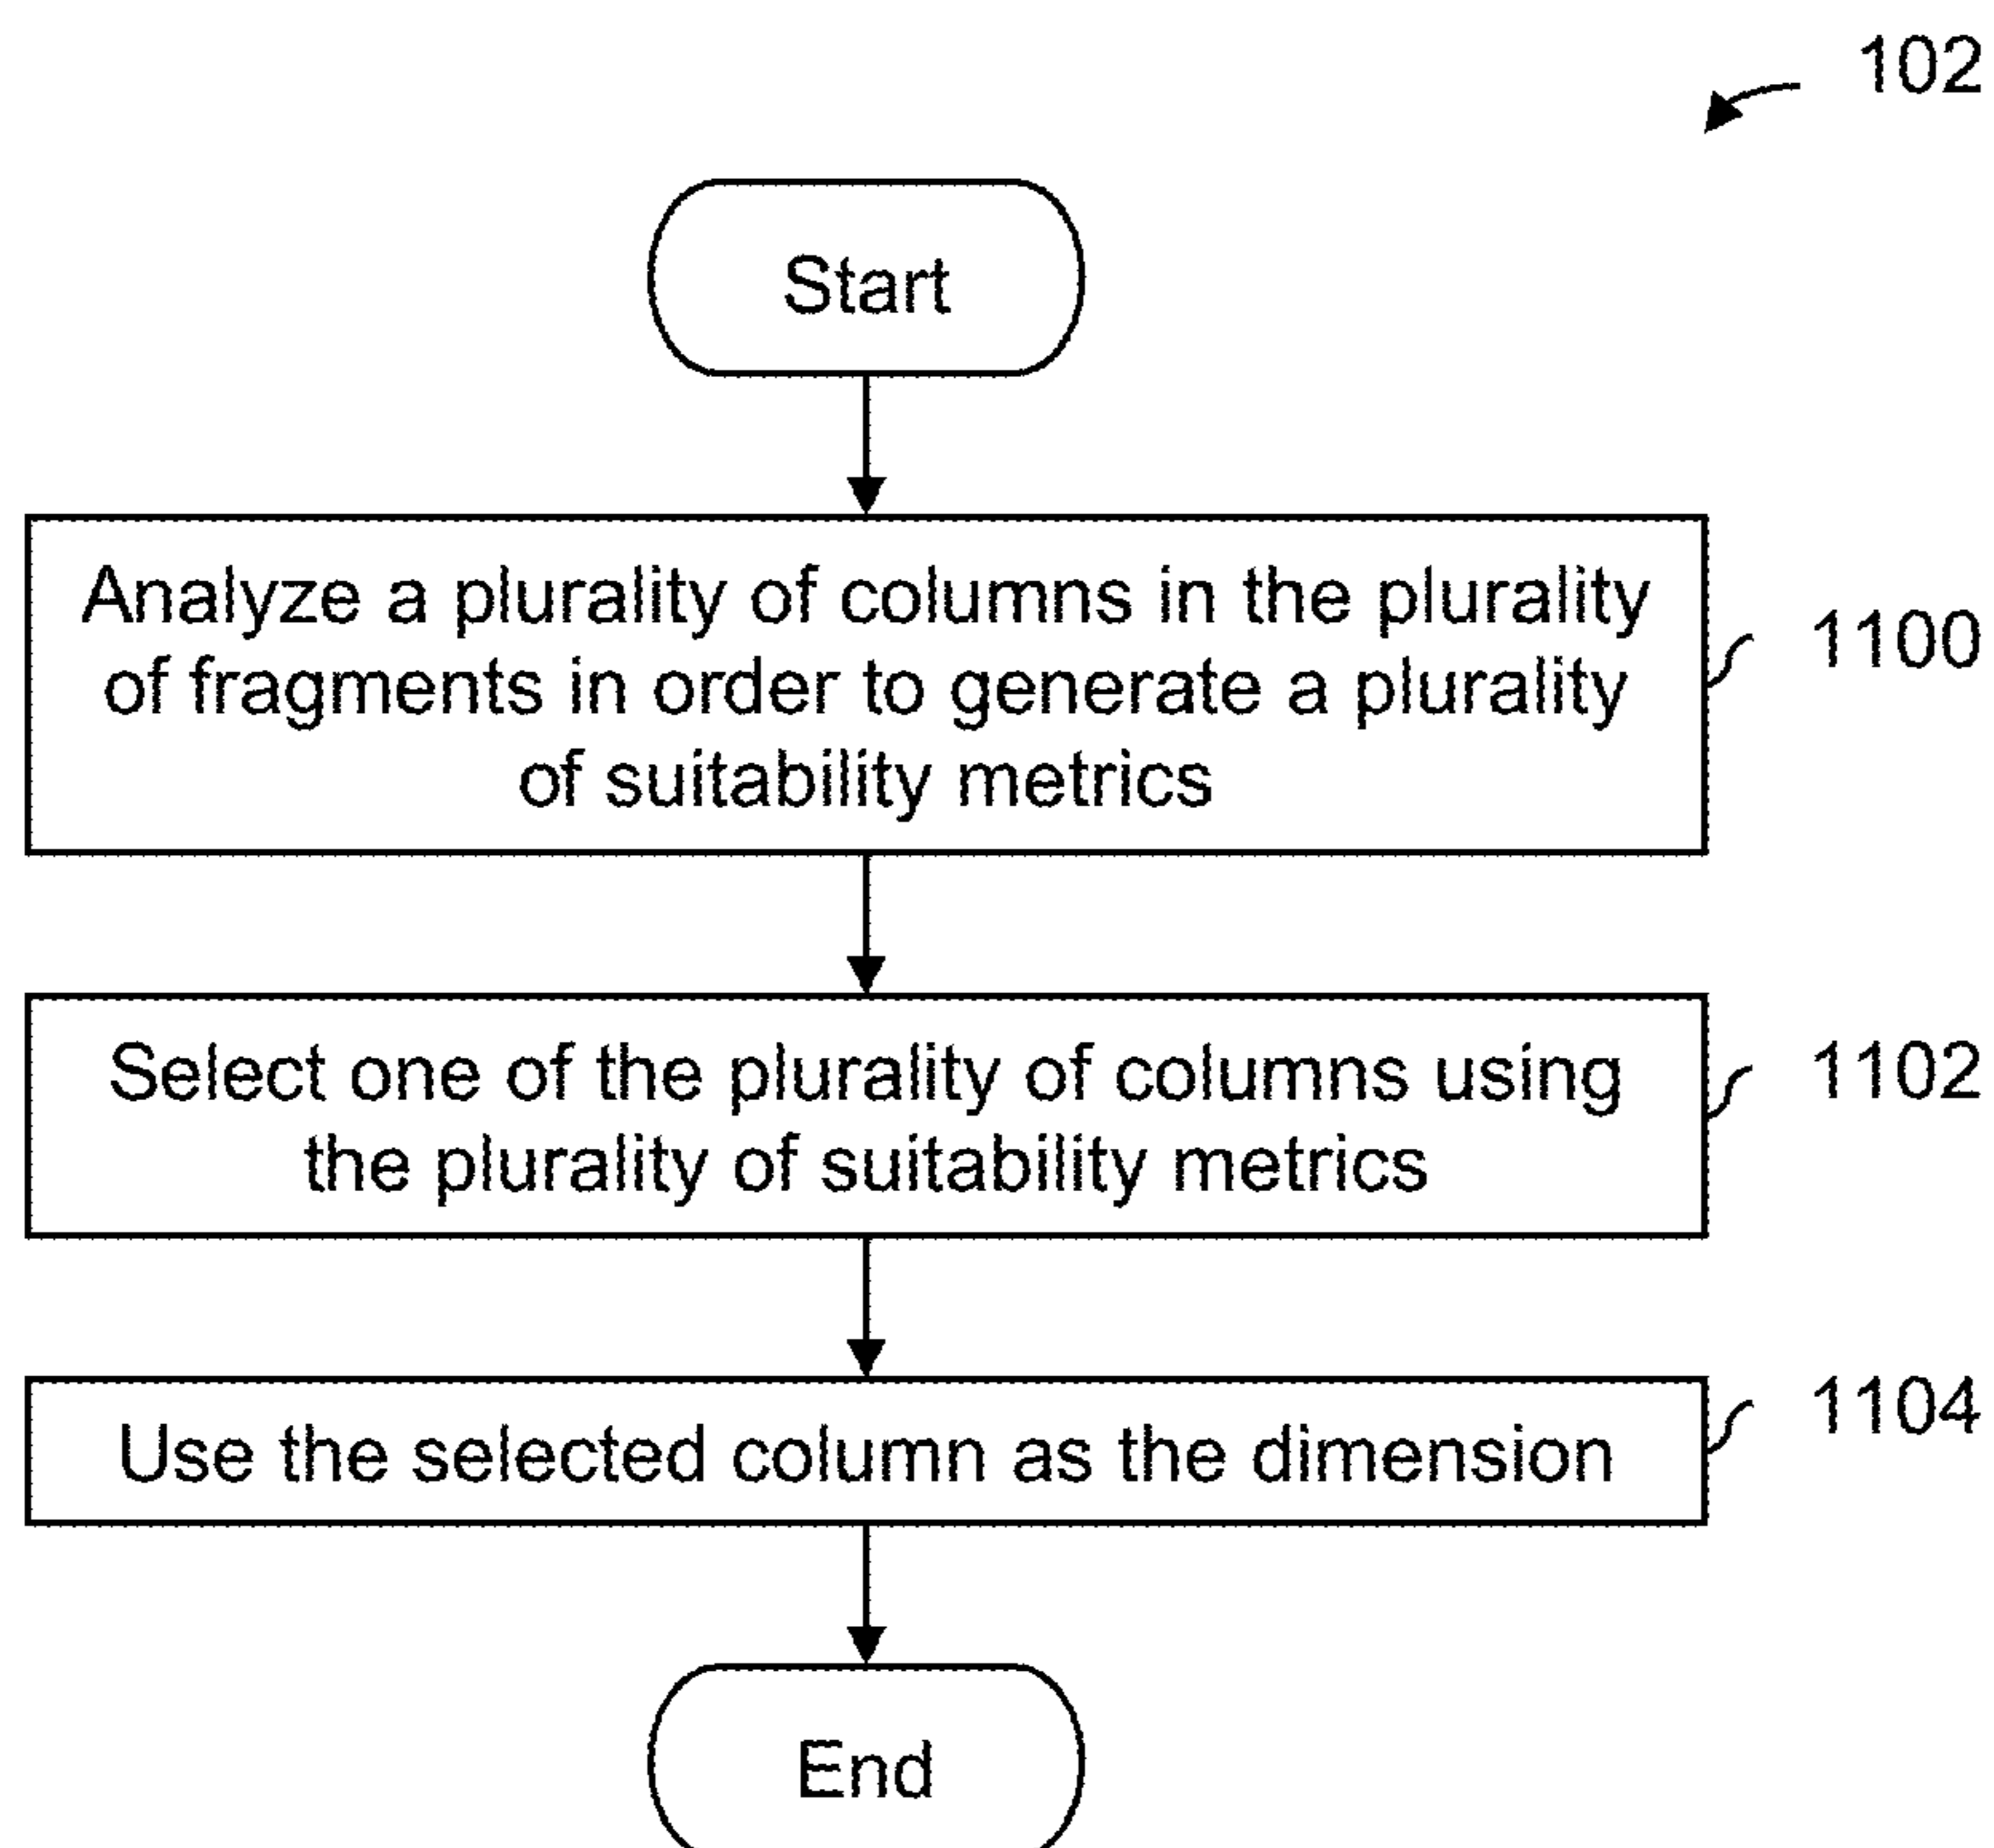 102
Start
Analyze a plurality of columns in the plurality
of fragments in order to generate a plurality
of suitability metrics
1100
Select one of the plurality of columns using
the plurality of suitability metrics
1102
Use the selected column as the dimension
1104
End